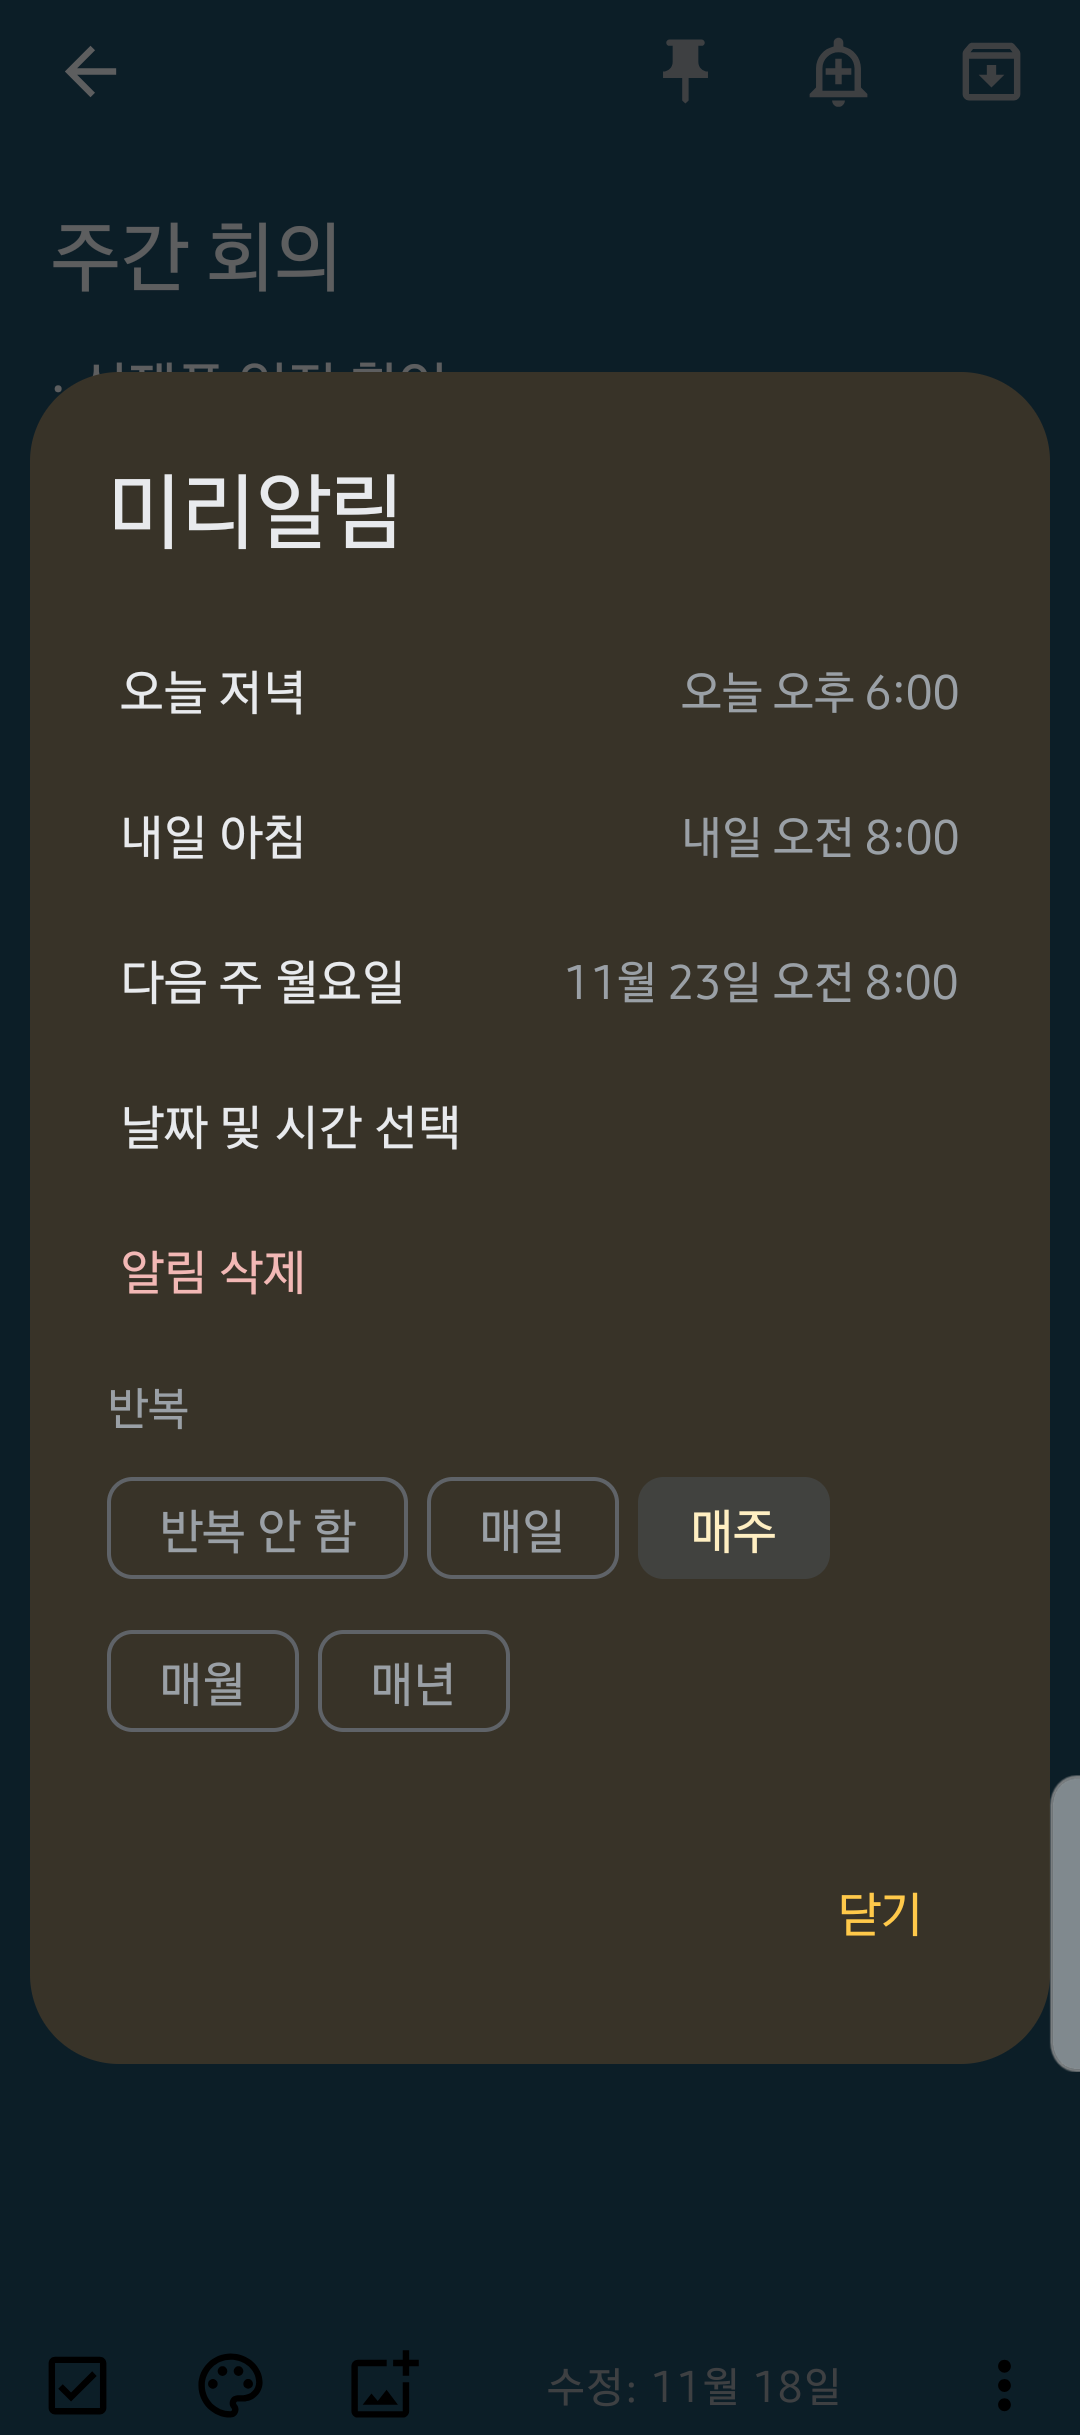 주간 회의
미리알림
오늘 저녁 오늘 오후 6:00
내일 아침 내일 오전 8:00
다음 주 월요일 11월 23일 오전 8:00
날짜 및 시간 선택
알림 삭제
반복
반복 안 함 매일 매주
매월 매년
닫기
수정: 11월 18일